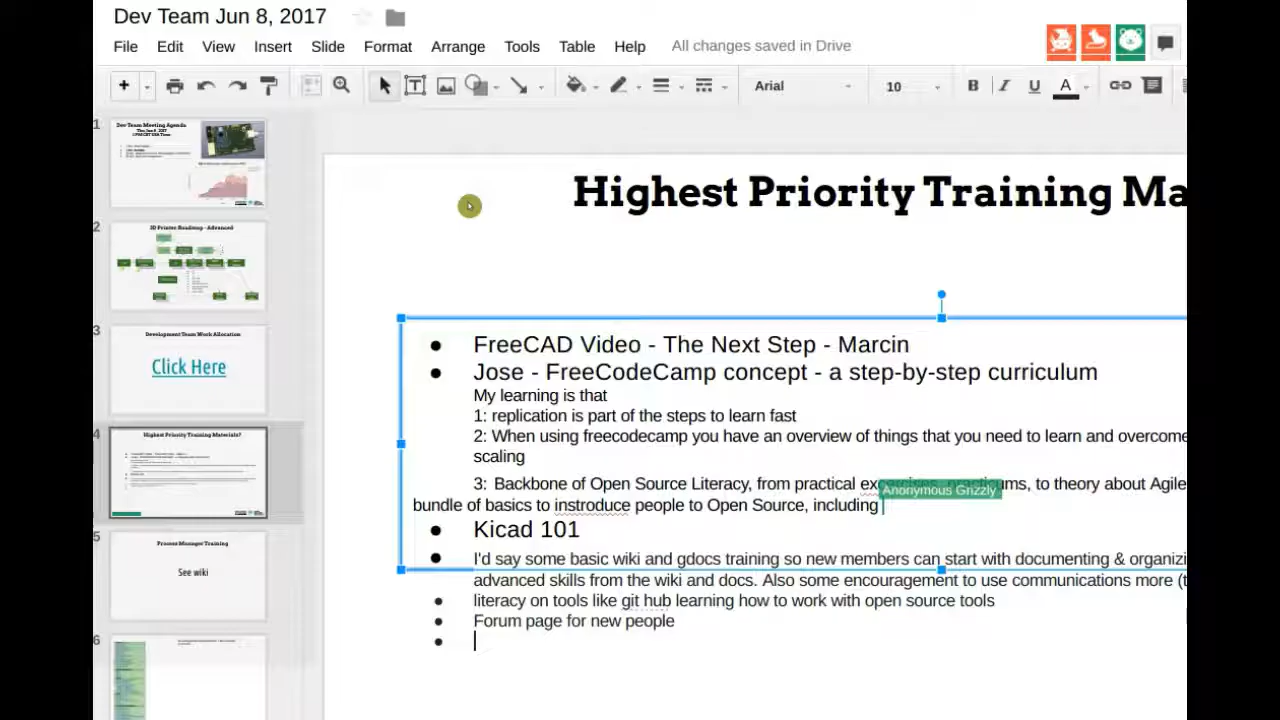 Dev Team Jun 8, 2017
File Edit View Insert Slide Format Arrange Tools Table Help All changes saved in Drive
Arial 10 B I U A
1
Dev Team Meeting Agenda
2
3D Printer Roadmap - Advanced
3
Development Team Work Allocation
Click Here
4
Highest Priority Training Materials?
5
Process Manager Training
See wiki
6
Highest Priority Training Ma
FreeCAD Video - The Next Step - Marcin
Jose - FreeCodeCamp concept - a step-by-step curriculum
My learning is that
1: replication is part of the steps to learn fast
2: When using freecodecamp you have an overview of things that you need to learn and overcome
scaling
3: Backbone of Open Source Literacy, from practical excercises, practicums, to theory about Agile
Anonymous Grizzly
bundle of basics to instroduce people to Open Source, including
Kicad 101
I'd say some basic wiki and gdocs training so new members can start with documenting & organizi
advanced skills from the wiki and docs. Also some encouragement to use communications more (t
literacy on tools like git hub learning how to work with open source tools
Forum page for new people